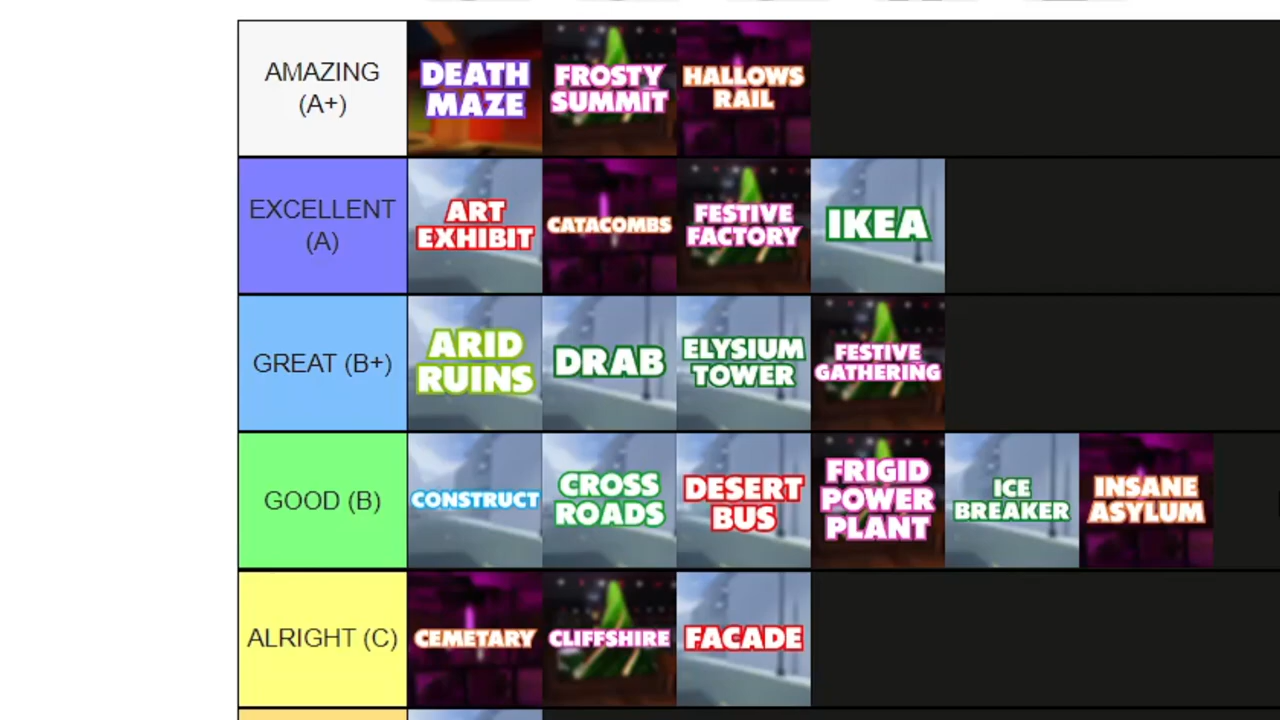 AMAZING
(A+)
DEATH
MAZE
FROSTY
SUMMIT
HALLOWS
RAIL
EXCELLENT
(A)
ART
EXHIBIT
CATACOMBS
FESTIVE
FACTORY
IKEA
GREAT (B+)
ARID
RUINS
DRAB
ELYSIUM
TOWER
FESTIVE
GATHERING
GOOD (B)
CONSTRUCT
CROSS
ROADS
DESERT
BUS
FRIGID
POWER
PLANT
ICE
BREAKER
INSANE
ASYLUM
ALRIGHT (C)
CEMETARY
CLIFFSHIRE
FACADE